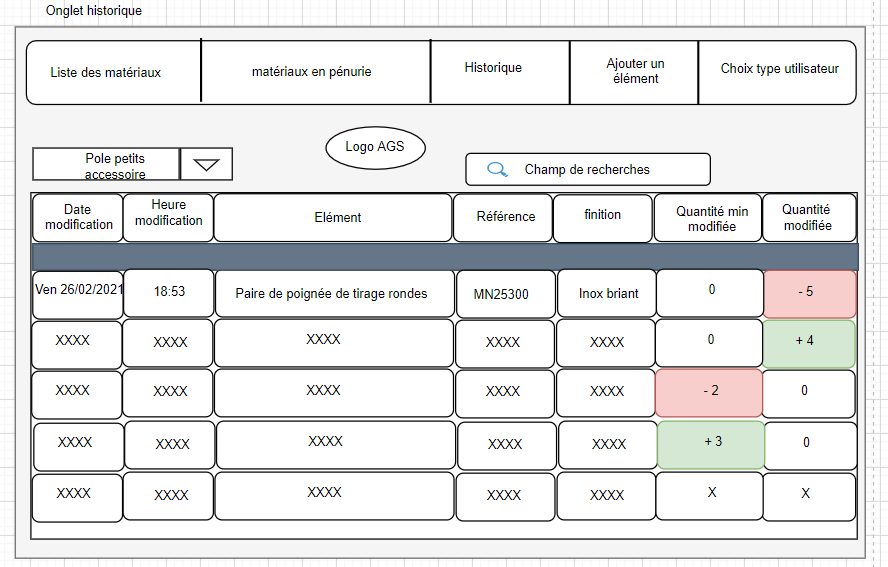 Onglet historique
Liste des matériaux
matériaux en pénurie
Historique
Ajouter un
élément
Choix type utilisateur
Pole petits
accessoire
Logo AGS
Champ de recherches
Date
modification
Heure
modification
Elément
Référence
finition
Quantité min
modifiée
Quantité
modifiée
Ven 26/02/2021
18:53
Paire de poignée de tirage rondes
MN25300
Inox briant
0
- 5
XXXX
XXXX
XXXX
XXXX
XXXX
0
+ 4
XXXX
XXXX
XXXX
XXXX
XXXX
- 2
0
XXXX
XXXX
XXXX
XXXX
XXXX
+ 3
0
XXXX
XXXX
XXXX
XXXX
XXXX
X
X